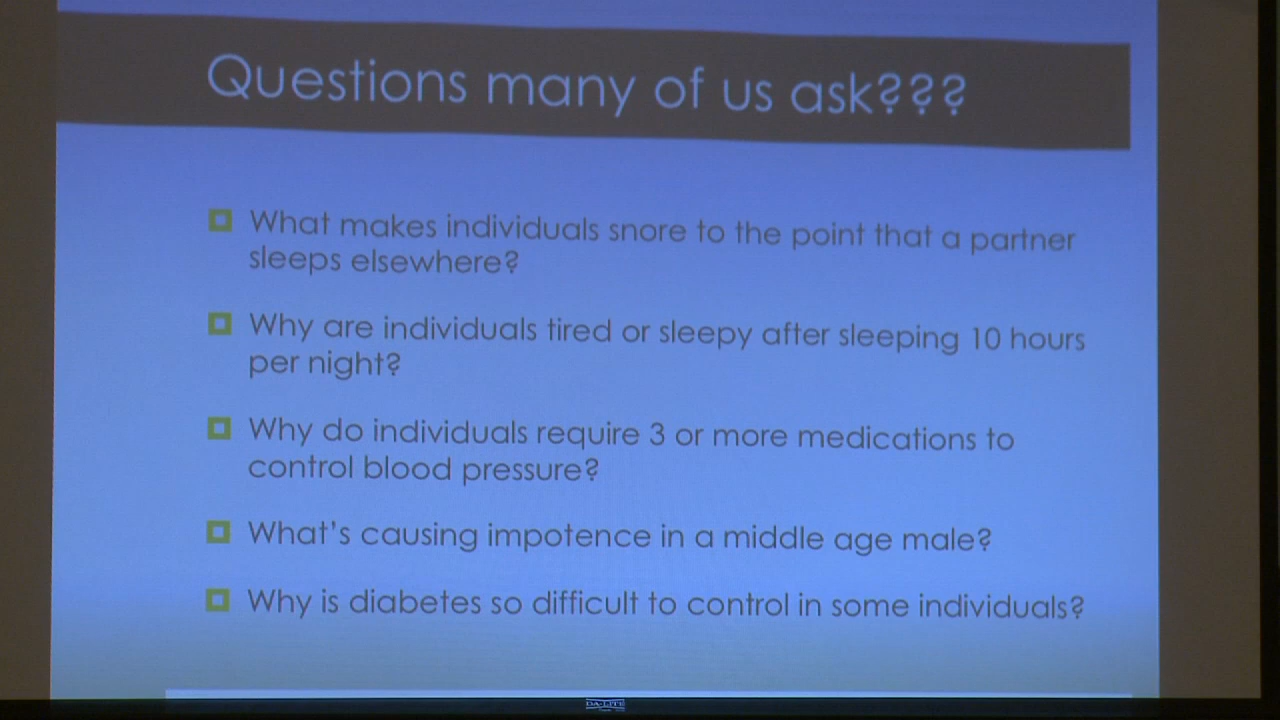 Questions many of us ask???
What makes individuals snore to the point that a partner
sleeps elsewhere?
Why are individuals tired or sleepy after sleeping 10 hours
per night?
Why do individuals require 3 or more medications to
control blood pressure?
What's causing impotence in a middle age male?
Why is diabetes so difficult to control in some individuals?
DA-LITE